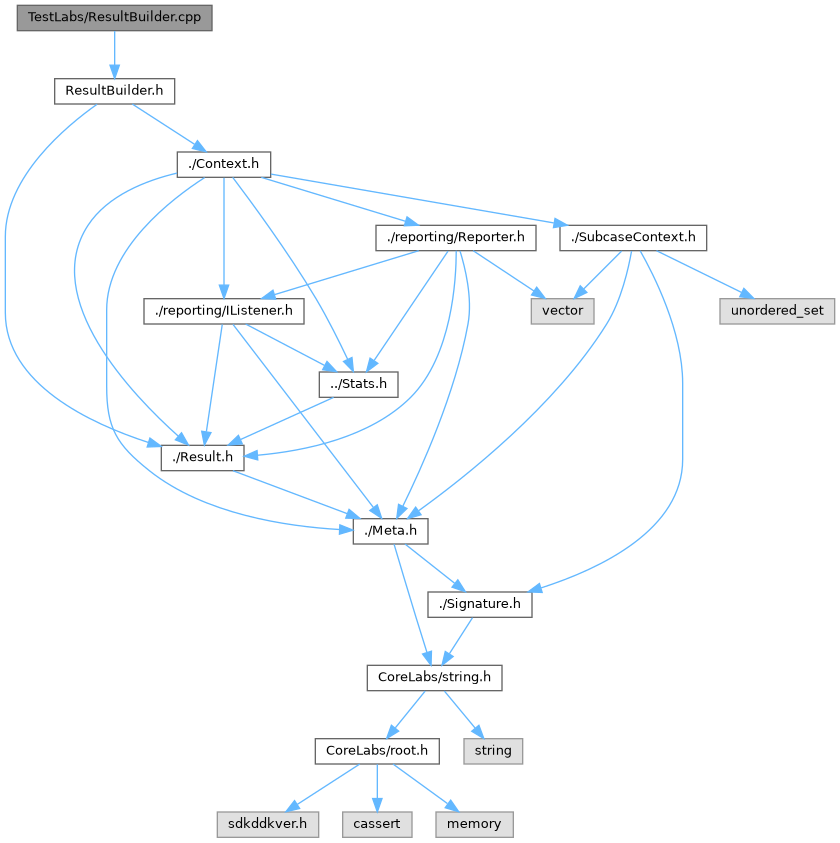 TestLabs/ResultBuilder.cpp
ResultBuilder.h
./Context.h
./reporting/Reporter.h
./SubcaseContext.h
./reporting/IListener.h
vector
unordered_set
../Stats.h
./Result.h
./Meta.h
./Signature.h
CoreLabs/string.h
CoreLabs/root.h
string
sdkddkver.h
cassert
memory